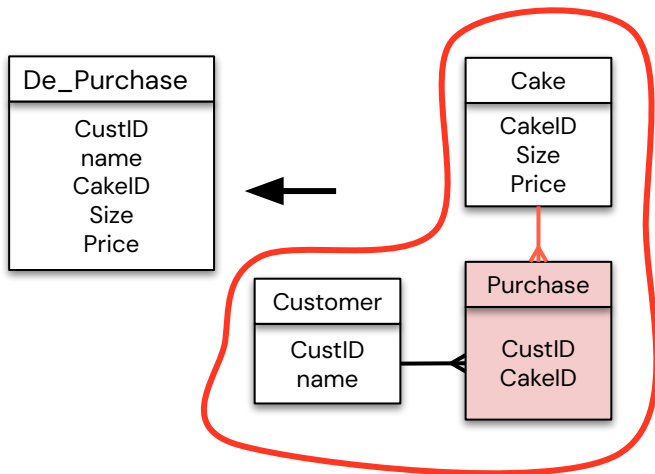 De_Purchase
CustID
name
CakeID
Size
Price
Cake
CakeID
Size
Price
Customer
CustID
name
Purchase
CustID
CakeID